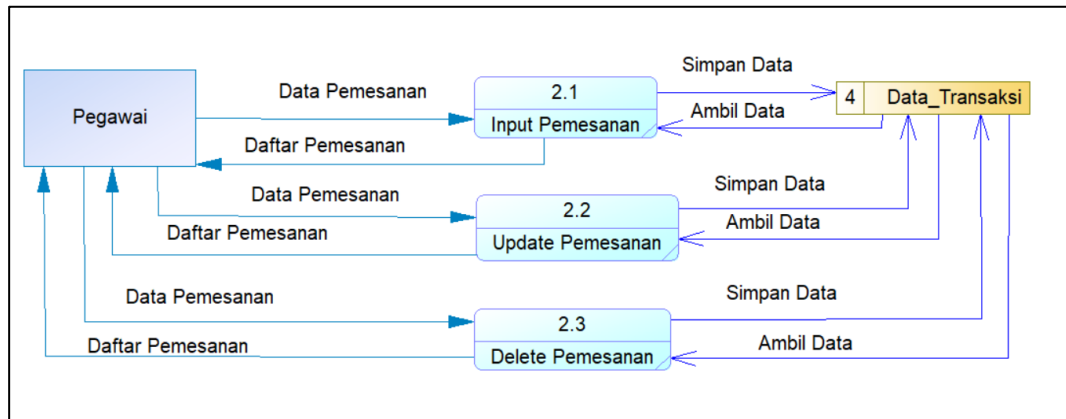 Simpan Data
2.1
Data Pemesanan
4 Data_Transaksi
Pegawai
Ambil Data
Input Pemesanan
Daftar Pemesanan
Simpan Data
Data Pemesanan
2.2
Ambil Data
Daftar Pemesanan
Update Pemesanan
Simpan Data
Data Pemesanan
2.3
Ambil Data
Daftar Pemesanan
Delete Pemesanan